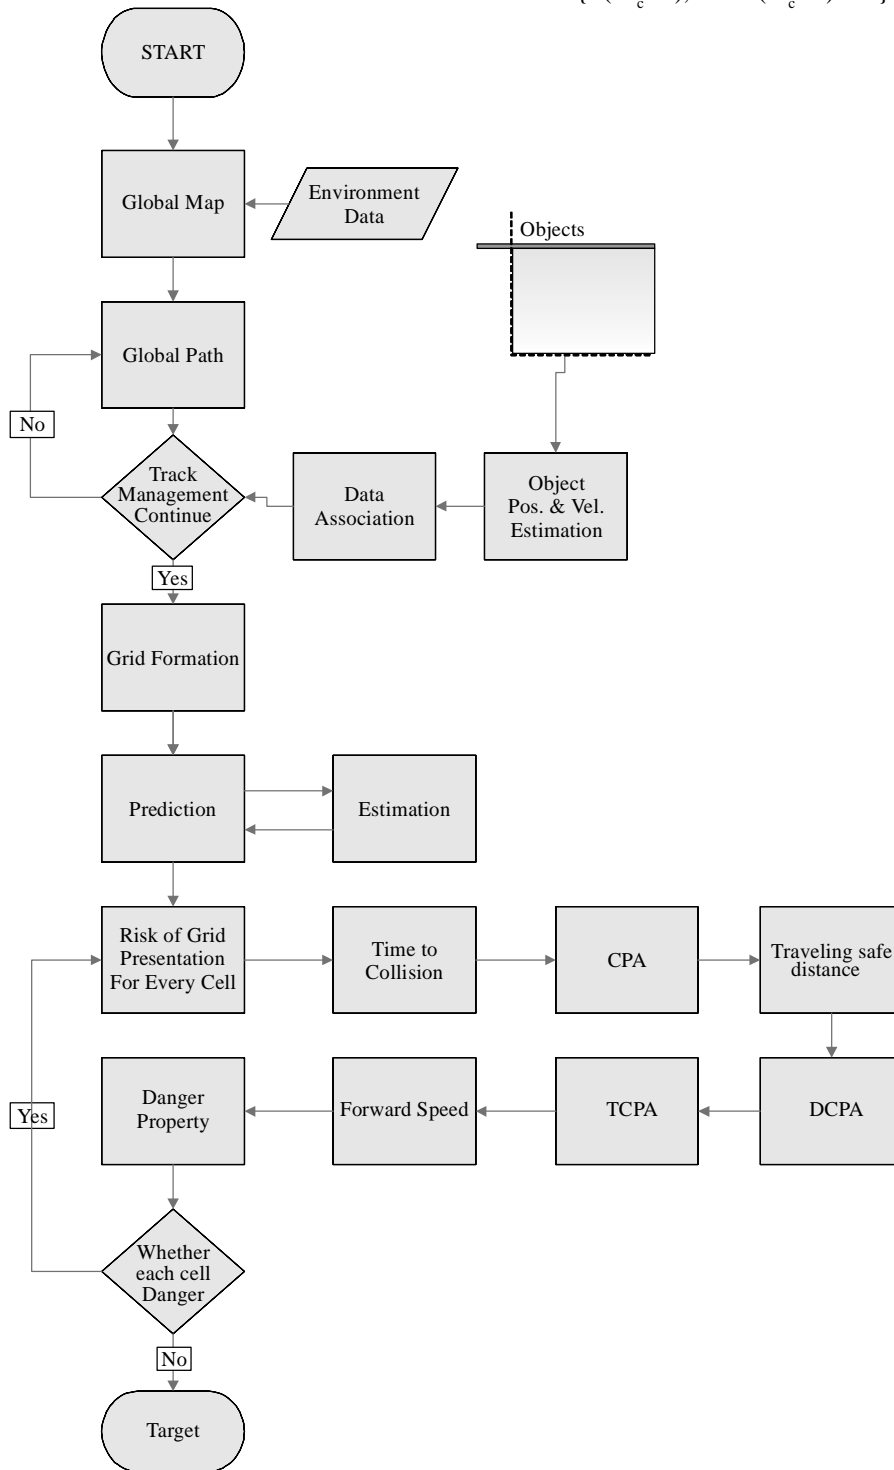 START
Global Map
Environment
Data
Objects
Global Path
No
Track
Management
Continue
Data
Association
Object
Pos. & Vel.
Estimation
Yes
Grid Formation
Prediction
Estimation
Risk of Grid
Presentation
For Every Cell
Time to
Collision
CPA
Traveling safe
distance
Danger
Property
Forward Speed
TCPA
DCPA
Yes
Whether
each cell
Danger
No
Target